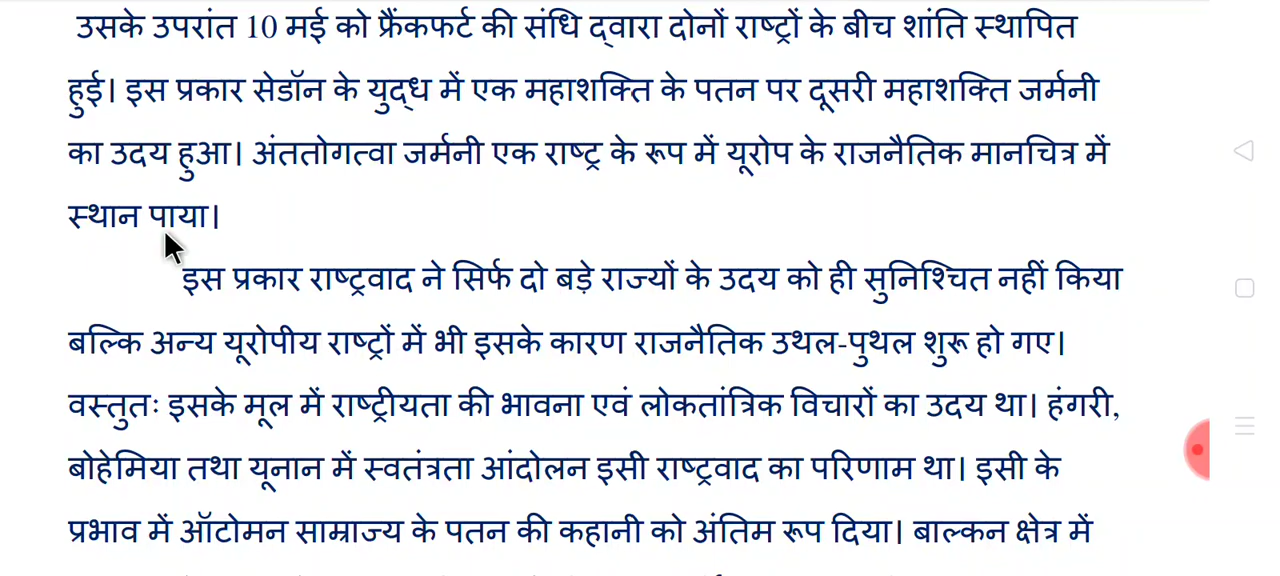 उसके उपरांत 10 मई को फ्रैंकफर्ट की संधि द्वारा दोनों राष्ट्रों के बीच शांति स्थापित
हुई। इस प्रकार सेडॉन के युद्ध में एक महाशक्ति के पतन पर दूसरी महाशक्ति जर्मनी
का उदय हुआ। अंततोगत्वा जर्मनी एक राष्ट्र के रूप में यूरोप के राजनैतिक मानचित्र में
स्थान पाया।
इस प्रकार राष्ट्रवाद ने सिर्फ दो बड़े राज्यों के उदय को ही सुनिश्चित नहीं किया
बल्कि अन्य यूरोपीय राष्ट्रों में भी इसके कारण राजनैतिक उथल-पुथल शुरू हो गए।
वस्तुतः इसके मूल में राष्ट्रीयता की भावना एवं लोकतांत्रिक विचारों का उदय था। हंगरी,
बोहेमिया तथा यूनान में स्वतंत्रता आंदोलन इसी राष्ट्रवाद का परिणाम था। इसी के
प्रभाव में ऑटोमन साम्राज्य के पतन की कहानी को अंतिम रूप दिया। बाल्कन क्षेत्र में